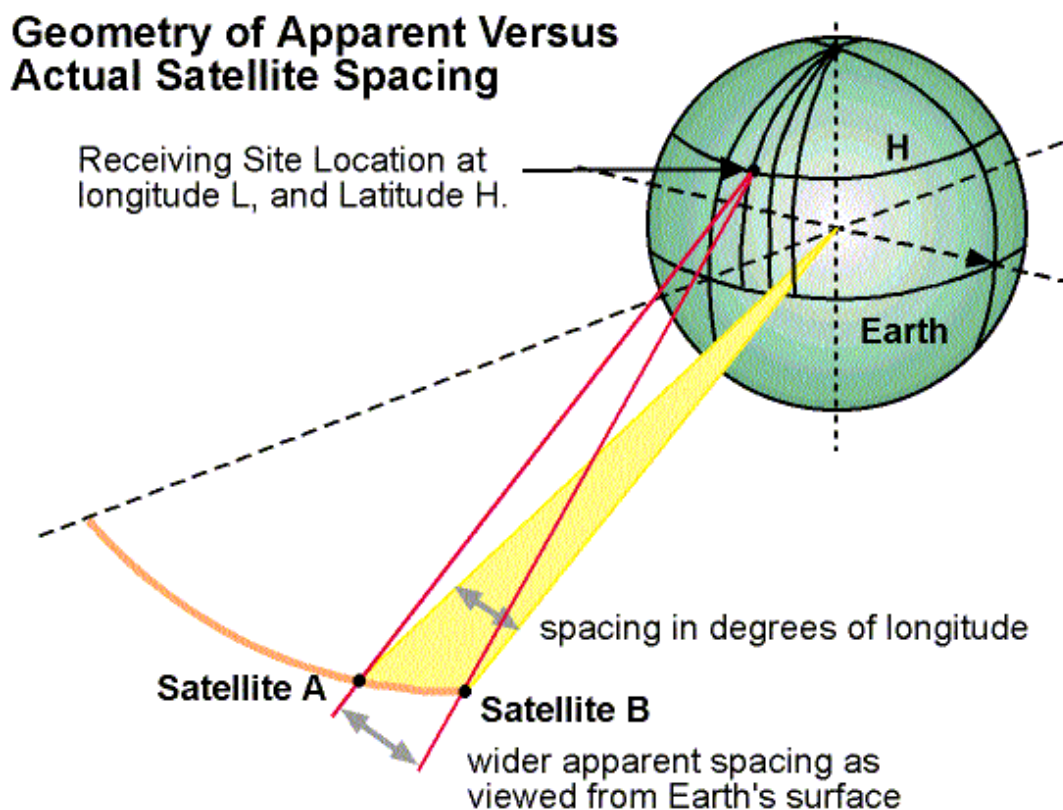 Geometry of Apparent Versus
Actual Satellite Spacing
Receiving Site Location at
longitude L, and Latitude H.
H
Earth
spacing in degrees of longitude
Satellite A
Satellite B
wider apparent spacing as
viewed from Earth's surface